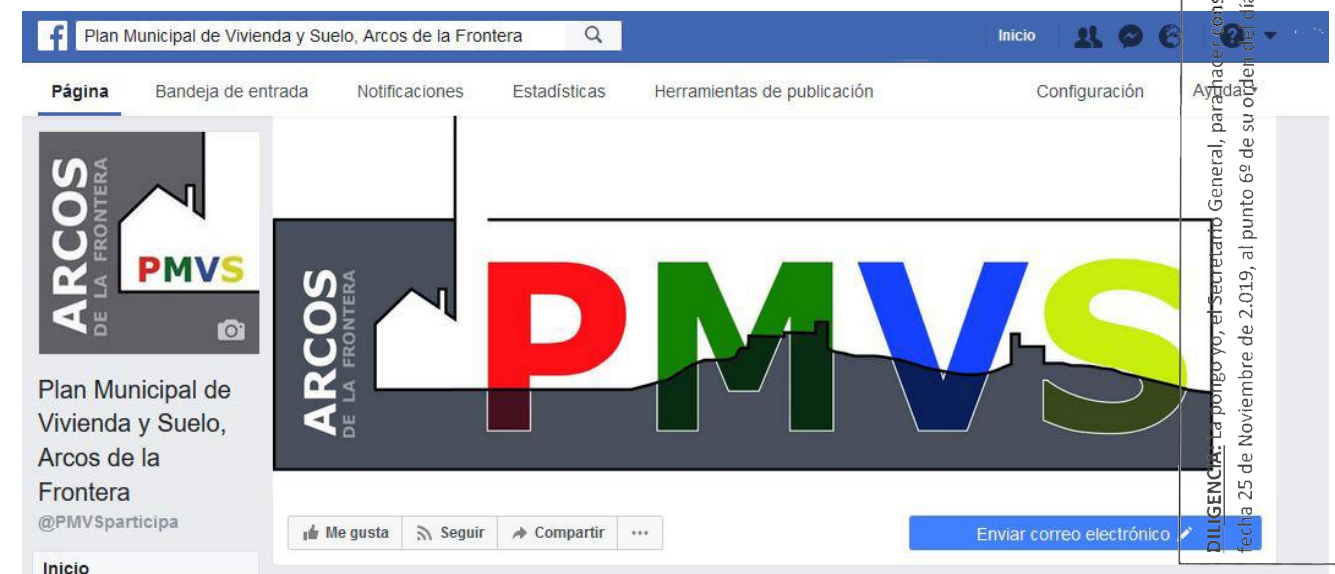 Plan Municipal de Vivienda y Suelo, Arcos de la Frontera
Inicio
Página Bandeja de entrada Notificaciones Estadísticas Herramientas de publicación Configuración Ayuda
ARCOS
DE LA FRONTERA
PMVS
ARCOS
DE LA FRONTERA
PMVS
Plan Municipal de
Vivienda y Suelo,
Arcos de la
Frontera
@PMVSparticipa
Me gusta Seguir Compartir ...
Enviar correo electrónico
Inicio
DILIGENCIA: La pongo yo, el Secretario General, para hacer cons
fecha 25 de Noviembre de 2.019, al punto 6º de su orden del día